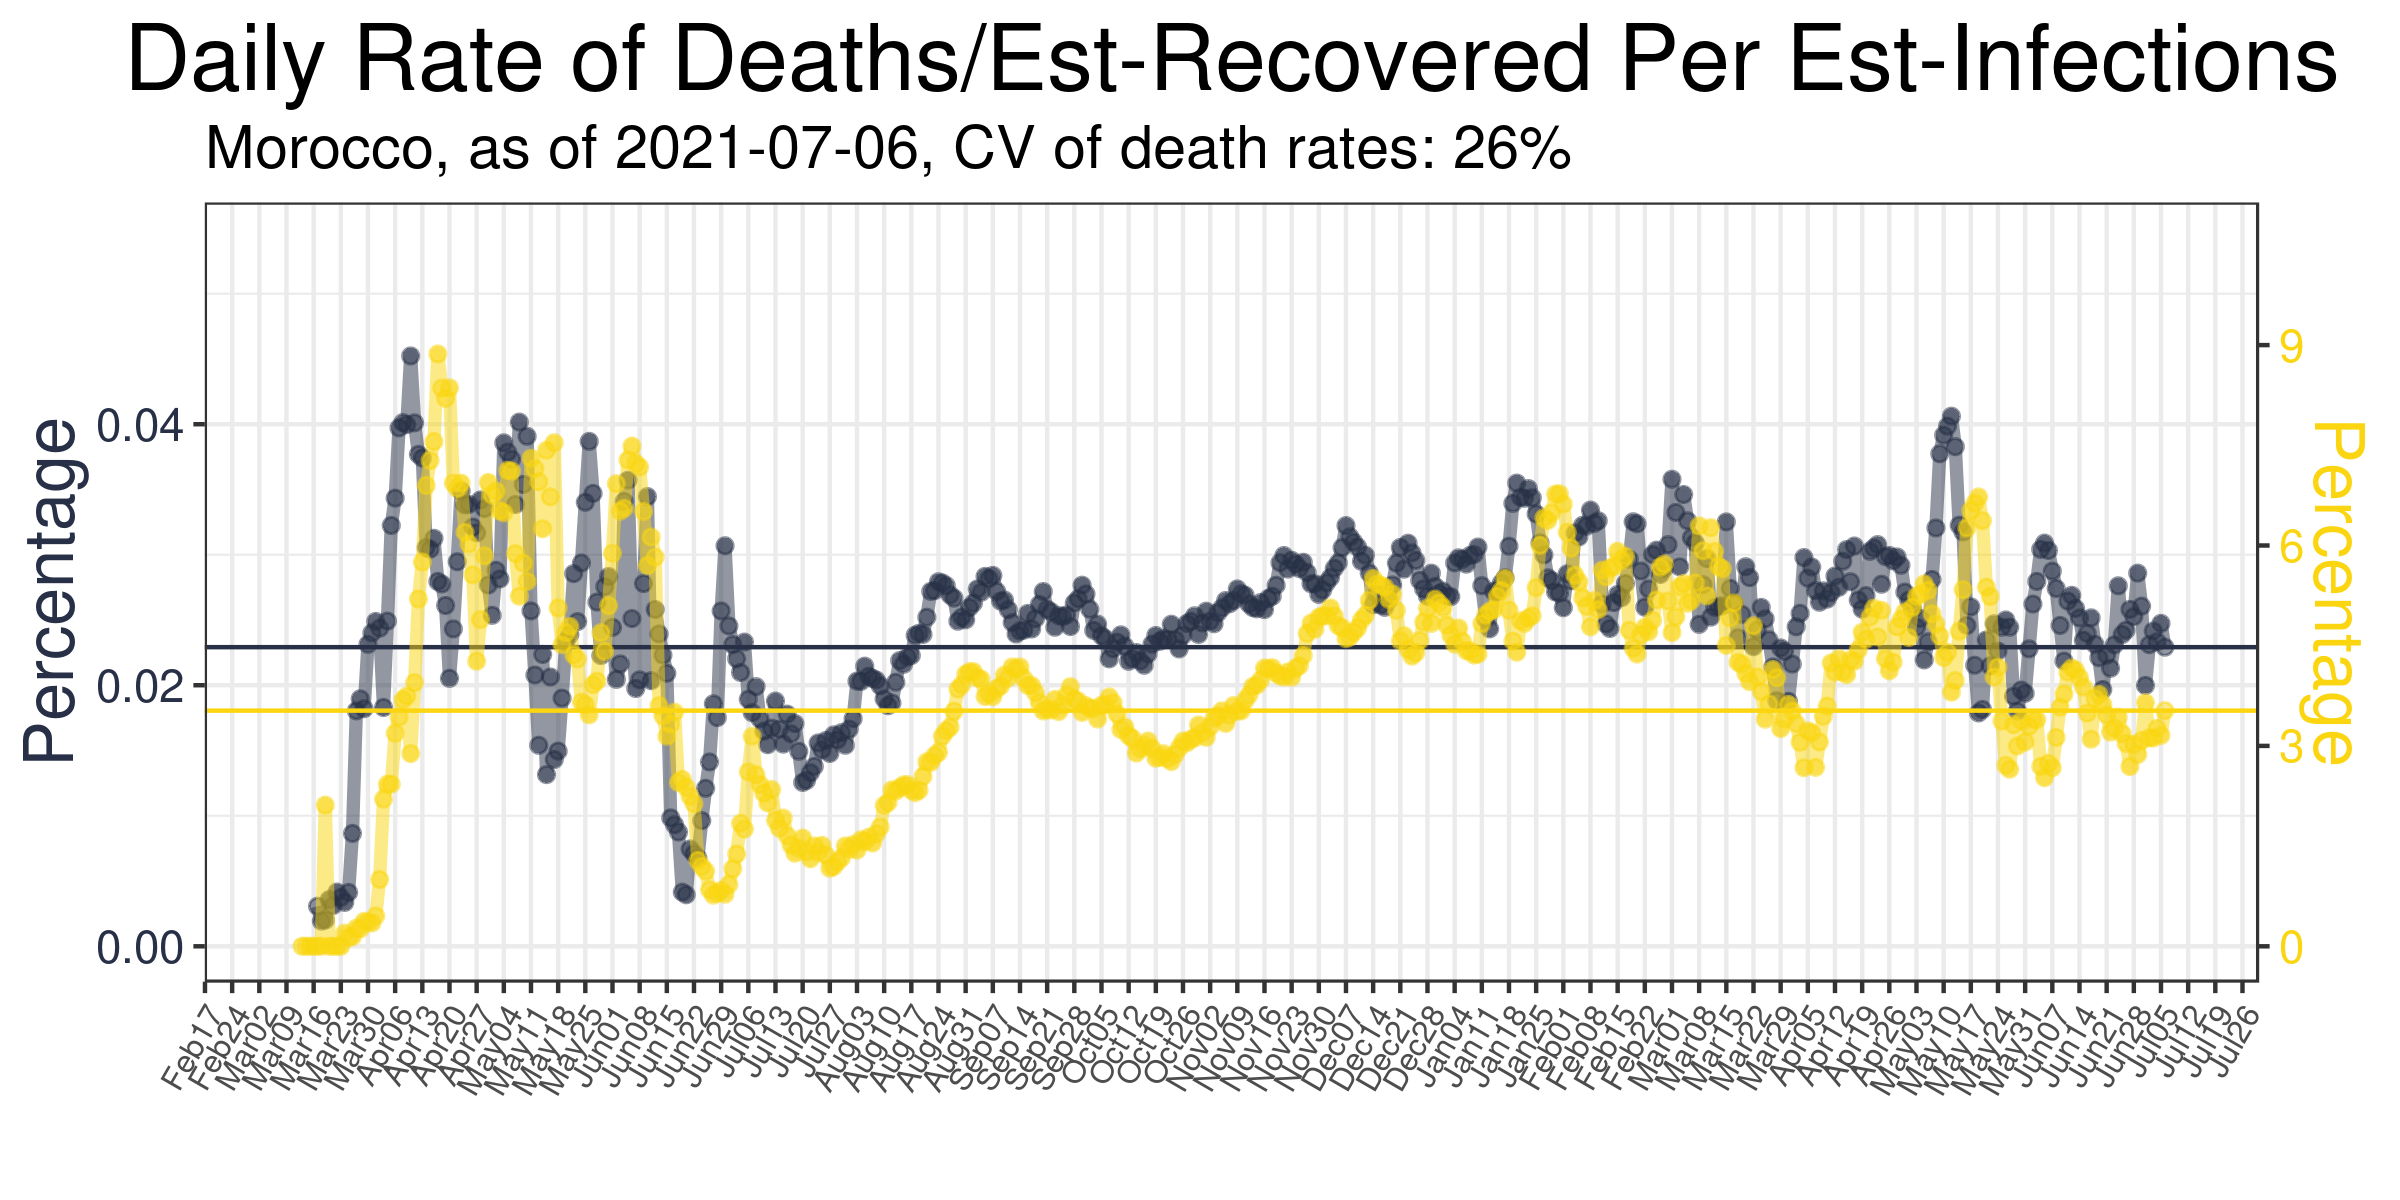 Daily Rate of Deaths/Est-Recovered Per Est-Infections
Morocco, as of 2021-07-06, CV of death rates: 26%
Percentage
0.04
0.02
0.00
9
6
3
0
Percentage
Feb17
Feb24
Mar02
Mar09
Mar16
Mar23
Mar30
Apr06
Apr13
Apr20
Apr27
May04
May11
May18
May25
Jun01
Jun08
Jun15
Jun22
Jun29
Jul06
Jul13
Jul20
Jul27
Aug03
Aug10
Aug17
Aug24
Aug31
Sep07
Sep14
Sep21
Sep28
Oct05
Oct12
Oct19
Oct26
Nov02
Nov09
Nov16
Nov23
Nov30
Dec07
Dec14
Dec21
Dec28
Jan04
Jan11
Jan18
Jan25
Feb01
Feb08
Feb15
Feb22
Mar01
Mar08
Mar15
Mar22
Mar29
Apr05
Apr12
Apr19
Apr26
May03
May10
May17
May24
May31
Jun07
Jun14
Jun21
Jun28
Jul05
Jul12
Jul19
Jul26